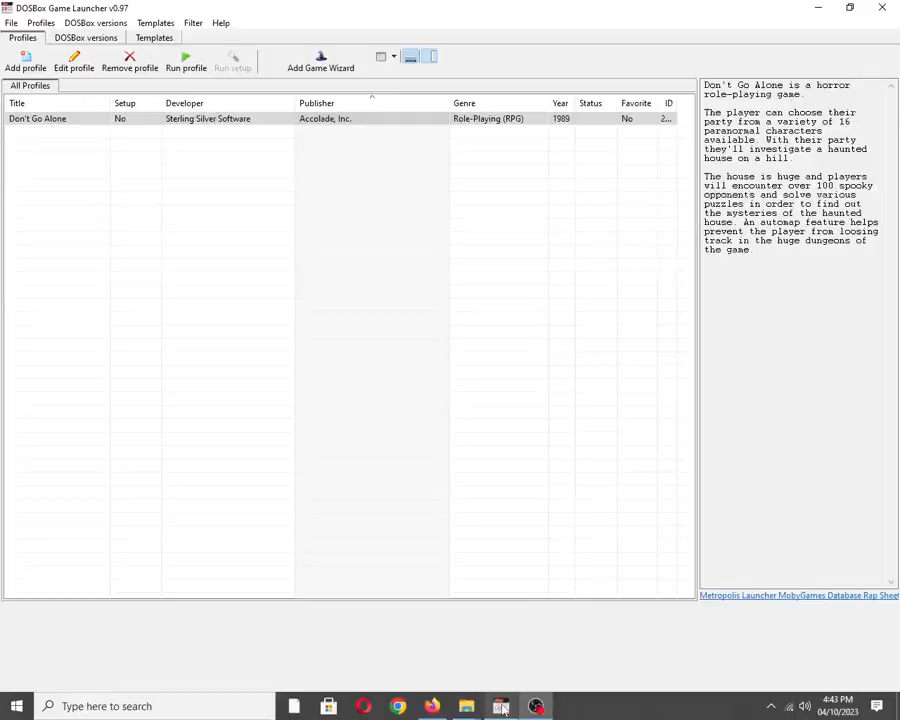 DOSBox Game Launcher v0.97
File Profiles DOSBox versions Templates Filter Help
Profiles DOSBox versions Templates
Add profile Edit profile Remove profile Run profile Run setup Add Game Wizard
All Profiles
Title Setup Developer Publisher Genre Year Status Favorite ID
Don't Go Alone No Sterling Silver Software Accolade, Inc. Role-Playing (RPG) 1989 No 2...
Don't Go Alone is a horror
role-playing game.
The player can choose their
party from a variety of 16
paranormal characters
available. With their party
they'll investigate a haunted
house on a hill.
The house is huge and players
will encounter over 100 spooky
opponents and solve various
puzzles in order to find out
the mysteries of the haunted
house. An automap feature helps
prevent the player from loosing
track in the huge dungeons of
the game.
Metropolis Launcher MobyGames Database Rap Sheet
Type here to search
4:43 PM
04/10/2023